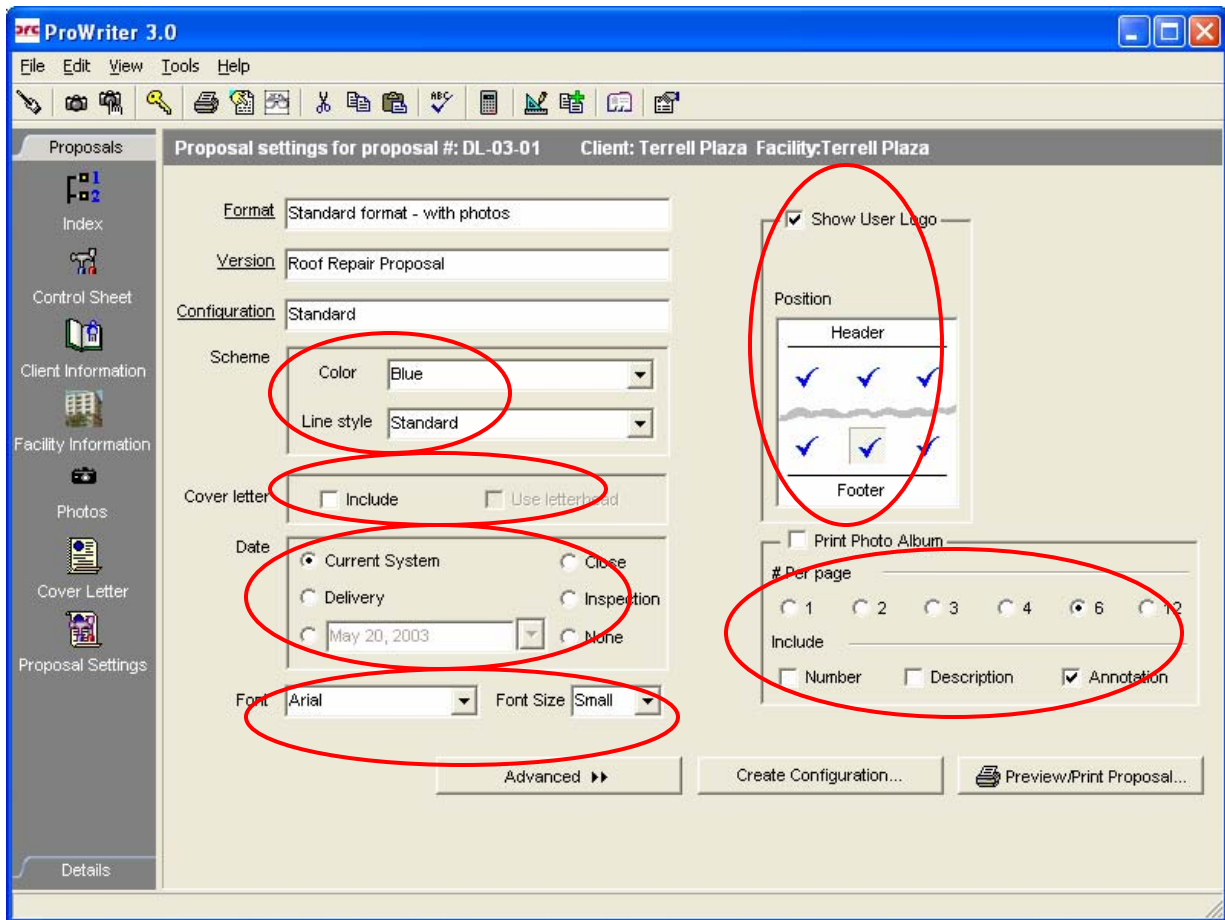 prc ProWriter 3.0
File Edit View Tools Help
ABC
Proposals
1
2
Index
Control Sheet
Client Information
Facility Information
Photos
Cover Letter
Proposal Settings
Details
Proposal settings for proposal #: DL-03-01 Client: Terrell Plaza Facility:Terrell Plaza
Format Standard format - with photos
Version Roof Repair Proposal
Configuration Standard
Scheme
Color Blue
Line style Standard
Cover letter Include Use letterhead
Date
Current System Close
Delivery Inspection
May 20, 2003 None
Font Arial Font Size Small
Show User Logo
Position
Header
Footer
Print Photo Album
# Per page
1 2 3 4 6 12
Include
Number Description Annotation
Advanced Create Configuration... Preview/Print Proposal...